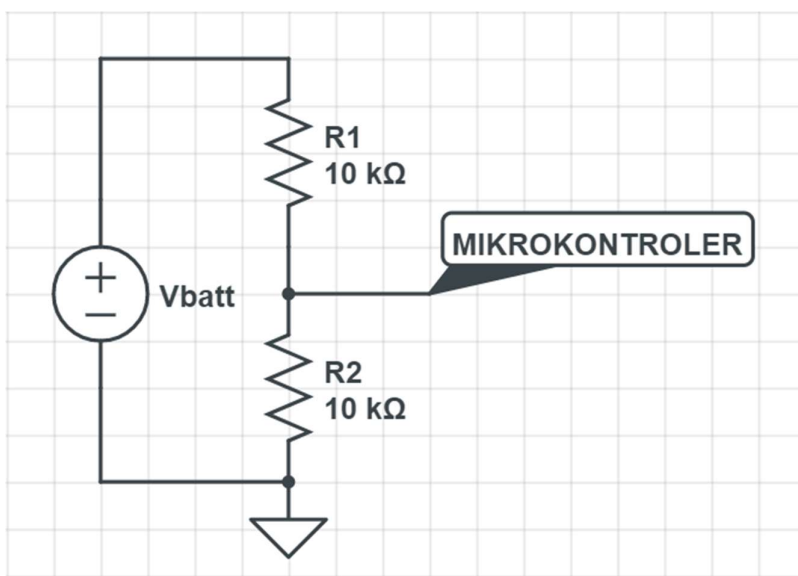 R1
10 kΩ
MIKROKONTROLER
+
−
Vbatt
R2
10 kΩ